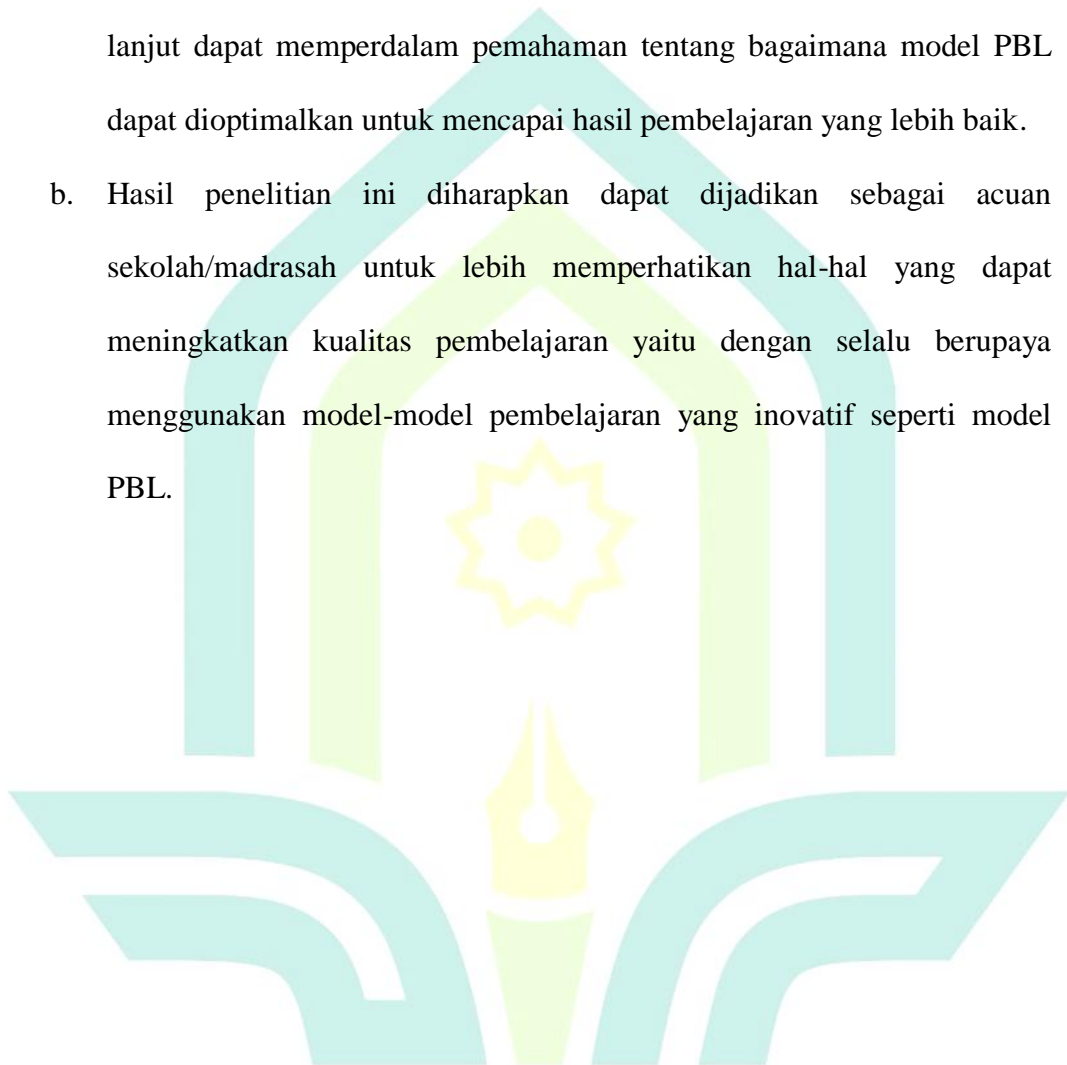 lanjut dapat memperdalam pemahaman tentang bagaimana model PBL
dapat dioptimalkan untuk mencapai hasil pembelajaran yang lebih baik.
b. Hasil penelitian ini diharapkan dapat dijadikan sebagai acuan
sekolah/madrasah untuk lebih memperhatikan hal-hal yang dapat
meningkatkan kualitas pembelajaran yaitu dengan selalu berupaya
menggunakan model-model pembelajaran yang inovatif seperti model
PBL.